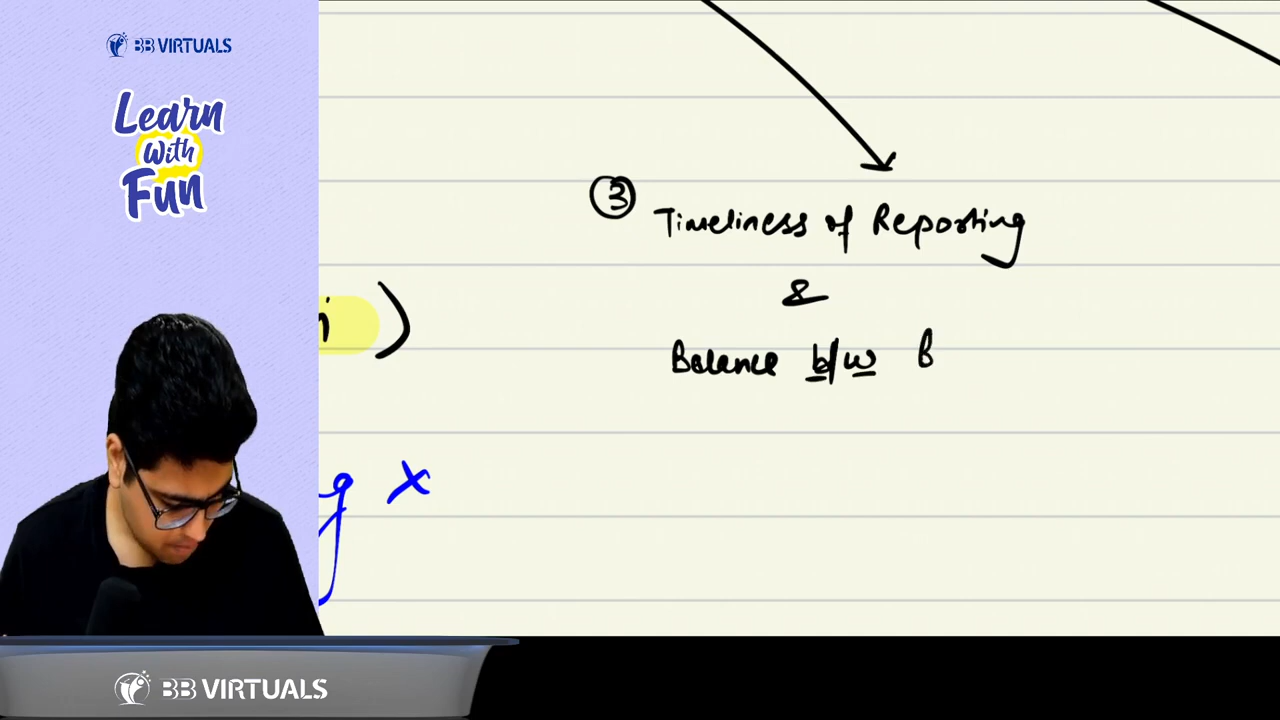 BB VIRTUALS
Learn
With
Fun
3 Timeliness of Reporting
&
Balance b/w B
)
g x
BB VIRTUALS